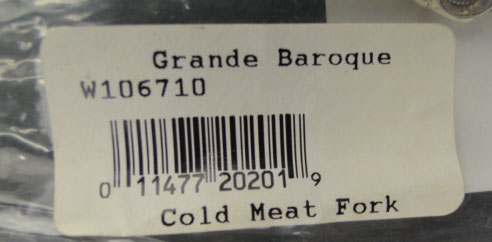 Grande Baroque
W106710
0 11477 20201 9
Cold Meat Fork